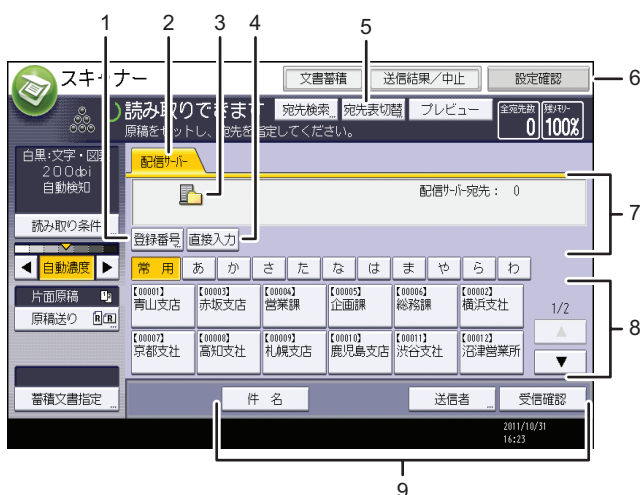 1 2 3 4 5
スキャナー 文書蓄積 送信結果/中止 設定確認 6
読み取りできます 宛先検索 宛先表切替 プレビュー 全宛先数 残メモリー
原稿をセットし、宛先を指定してください。 0 100%
白黒:文字・図表
200dpi
自動検知
配信サーバー
配信サーバー宛先: 0
7
読み取り条件 登録番号 直接入力
自動濃度 常用 あ か さ た な は ま や ら わ
片面原稿
原稿送り
【00001】 【00003】 【00004】 【00005】 【00006】 【00002】
青山支店 赤坂支店 営業課 企画課 総務課 横浜支社 1/2
8
【00007】 【00008】 【00009】 【00010】 【00011】 【00012】
京都支社 高知支社 札幌支店 鹿児島支店 渋谷支社 沼津営業所
蓄積文書指定 件名 送信者 受信確認
2011/10/31
16:23
9